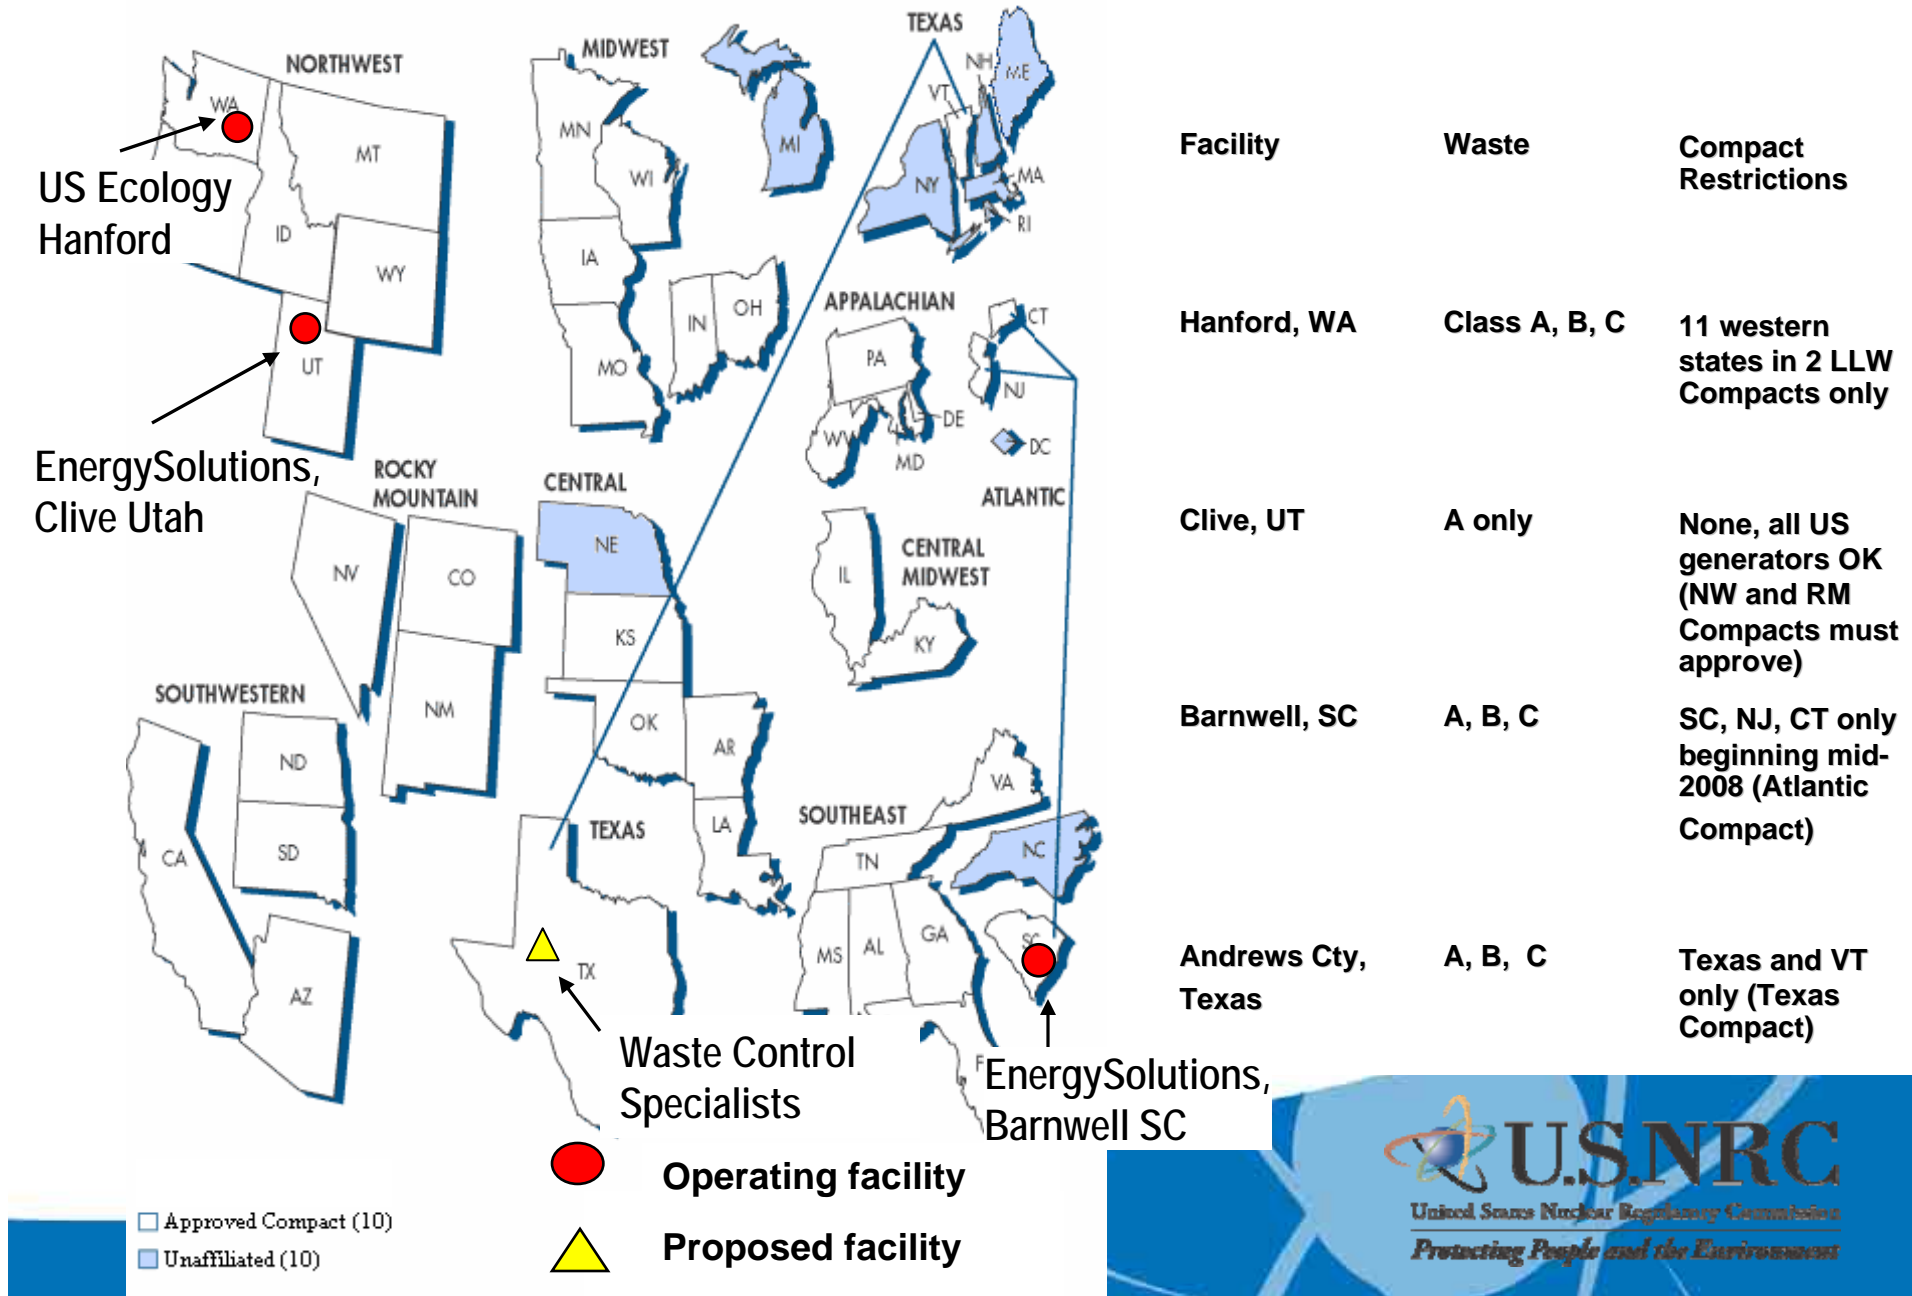 NORTHWEST
WA
MT
ID
WY
UT
US Ecology
Hanford
EnergySolutions,
Clive Utah
MIDWEST
MN
WI
IA
MO
IN
OH
MI
TEXAS
NH
ME
VT
NY
MA
RI
APPALACHIAN
PA
WV
MD
DE
CT
NJ
DC
ATLANTIC
ROCKY
MOUNTAIN
NV
CO
NM
CENTRAL
NE
KS
OK
AR
LA
CENTRAL
MIDWEST
IL
KY
SOUTHWESTERN
ND
SD
CA
AZ
TEXAS
TX
SOUTHEAST
VA
TN
NC
MS
AL
GA
SC
F
Waste Control
Specialists
EnergySolutions,
Barnwell SC
Operating facility
Proposed facility
Approved Compact (10)
Unaffiliated (10)
Facility Waste Compact
Restrictions
Hanford, WA Class A, B, C 11 western
states in 2 LLW
Compacts only
Clive, UT A only None, all US
generators OK
(NW and RM
Compacts must
approve)
Barnwell, SC A, B, C SC, NJ, CT only
beginning mid-
2008 (Atlantic
Compact)
Andrews Cty, A, B, C Texas and VT
Texas only (Texas
Compact)
U.S.NRC
United States Nuclear Regulatory Commission
Protecting People and the Environment